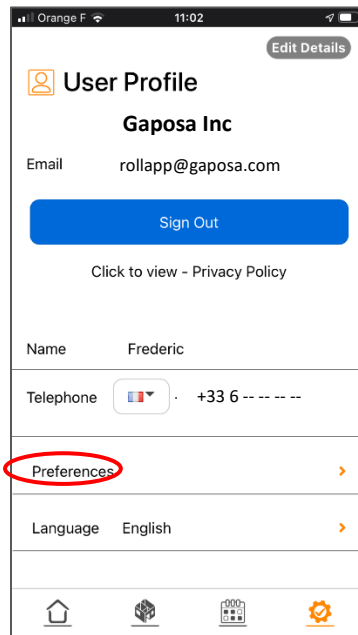 Orange F 11:02
Edit Details
User Profile
Gaposa Inc
Email rollapp@gaposa.com
Sign Out
Click to view - Privacy Policy
Name Frederic
Telephone · +33 6 -- -- -- --
Preferences
Language English